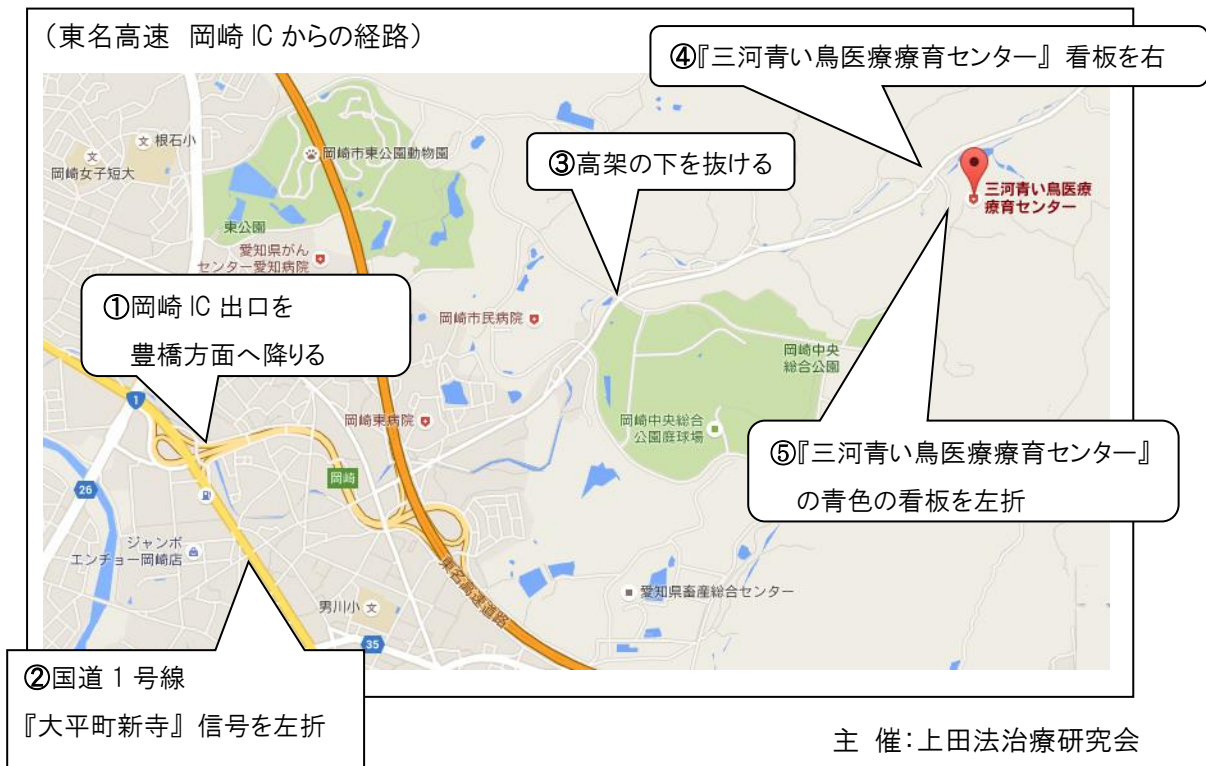 （東名高速　岡崎 IC からの経路）
④『三河青い鳥医療療育センター』 看板を右
③高架の下を抜ける
根石小
岡崎女子短大
岡崎市東公園動物園
東公園
愛知県がん
センター愛知病院
三河青い鳥医療
療育センター
①岡崎 IC 出口を
豊橋方面へ降りる
岡崎市民病院
岡崎中央
総合公園
1
岡崎東病院
岡崎中央総合
公園庭球場
岡崎
26
⑤『三河青い鳥医療療育センター』
の青色の看板を左折
ジャンボ
エンチョー岡崎店
東名高速道路
愛知県畜産総合センター
男川小
35
②国道 1 号線
『大平町新寺』 信号を左折
主 催：上田法治療研究会